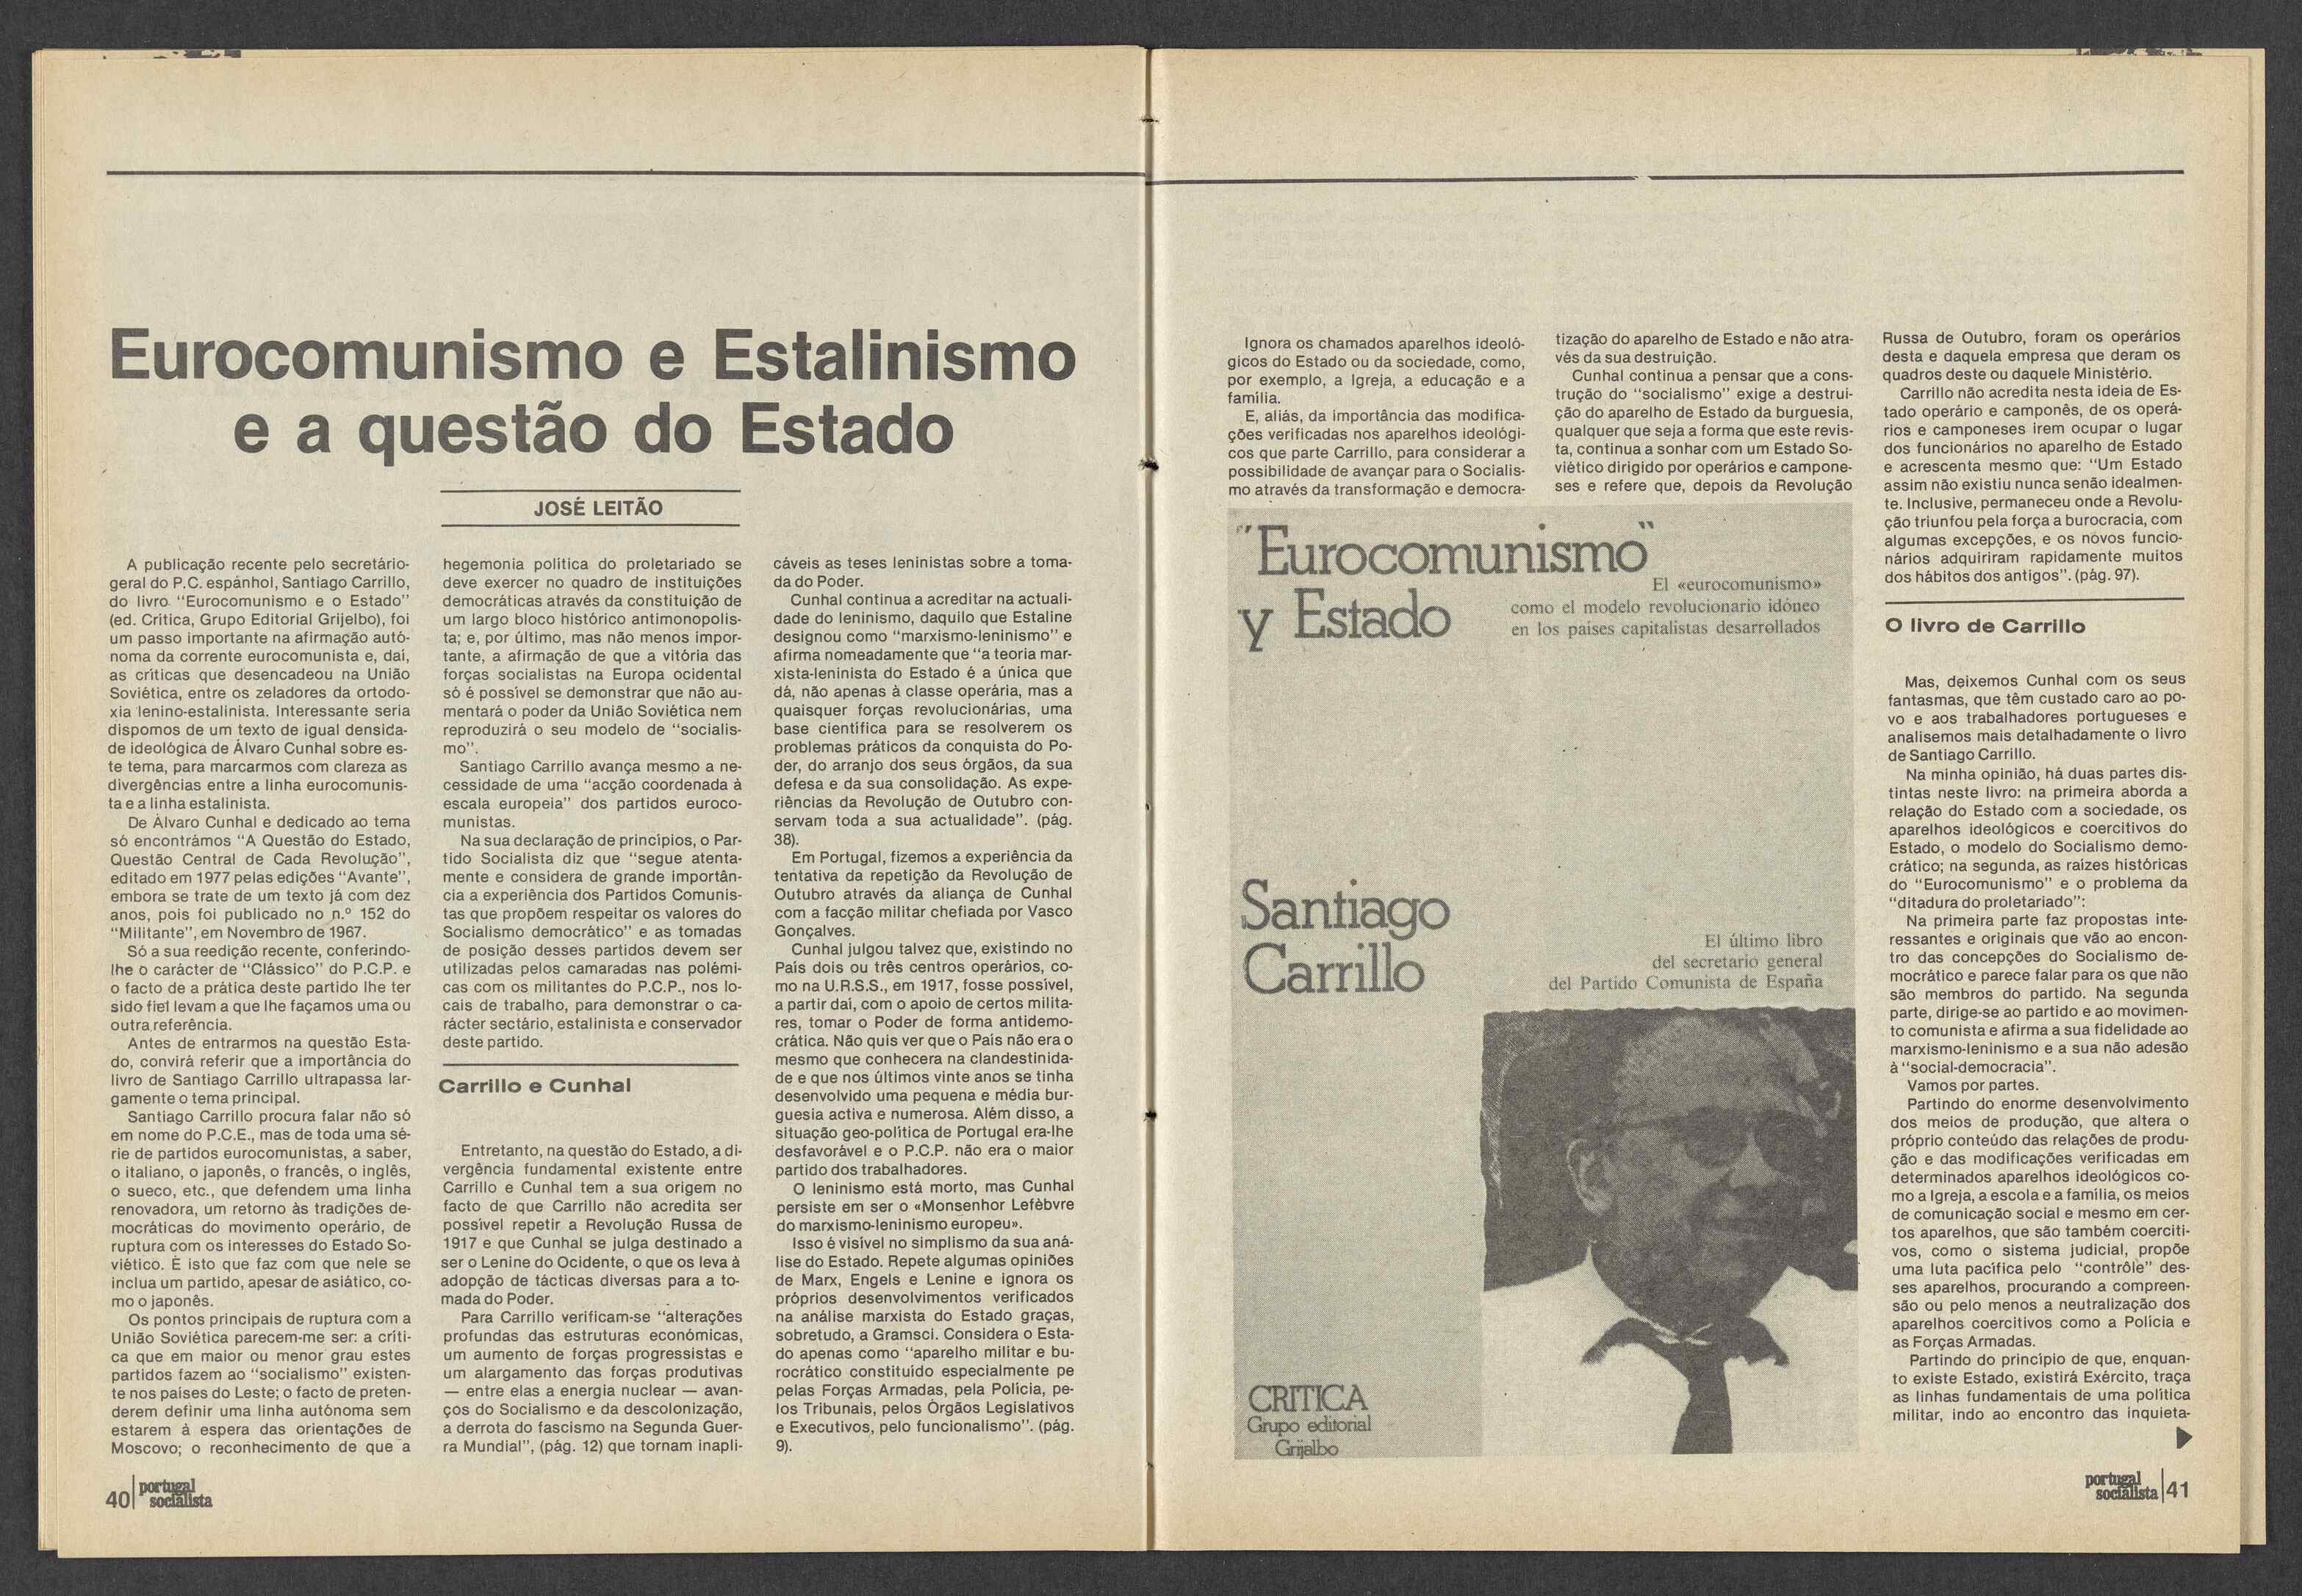 Eurocomunismo e Estalinismo
e a questão do Estado
JOSÉ LEITÃO
A publicação recente pelo secretário-
geral do P.C. espánhol, Santiago Carrillo,
do livro "Eurocomunismo e o Estado"
(ed. Critica, Grupo Editorial Grijelbo), foi
um passo importante na afirmação autó-
noma da corrente eurocomunista e, daí,
as críticas que desencadeou na União
Soviética, entre os zeladores da ortodo-
xia lenino-estalinista. Interessante seria
dispomos de um texto de igual densida-
de ideológica de Álvaro Cunhal sobre es-
te tema, para marcarmos com clareza as
divergências entre a linha eurocomunis-
ta e a linha estalinista.
De Álvaro Cunhal e dedicado ao tema
só encontrámos "A Questão do Estado,
Questão Central de Cada Revolução",
editado em 1977 pelas edições "Avante",
embora se trate de um texto já com dez
anos, pois foi publicado no n.º 152 do
"Militante", em Novembro de 1967.
Só a sua reedição recente, conferindo-
lhe o carácter de "Clássico" do P.C.P. e
o facto de a prática deste partido lhe ter
sido fiel levam a que lhe façamos uma ou
outra referência.
Antes de entrarmos na questão Esta-
do, convirá referir que a importância do
livro de Santiago Carrillo ultrapassa lar-
gamente o tema principal.
Santiago Carrillo procura falar não só
em nome do P.C.E., mas de toda uma sé-
rie de partidos eurocomunistas, a saber,
o italiano, o japonês, o francês, o inglês,
o sueco, etc., que defendem uma linha
renovadora, um retorno às tradições de-
mocráticas do movimento operário, de
ruptura com os interesses do Estado So-
viético. É isto que faz com que nele se
inclua um partido, apesar de asiático, co-
mo o japonês.
Os pontos principais de ruptura com a
União Soviética parecem-me ser: a críti-
ca que em maior ou menor grau estes
partidos fazem ao "socialismo" existen-
te nos países do Leste; o facto de preten-
derem definir uma linha autónoma sem
estarem à espera das orientações de
Moscovo; o reconhecimento de que a
hegemonia política do proletariado se
deve exercer no quadro de instituições
democráticas através da constituição de
um largo bloco histórico antimonopolis-
ta; e, por último, mas não menos impor-
tante, a afirmação de que a vitória das
forças socialistas na Europa ocidental
só é possível se demonstrar que não au-
mentará o poder da União Soviética nem
reproduzirá o seu modelo de "socialis-
mo".
Santiago Carrillo avança mesmo a ne-
cessidade de uma "acção coordenada à
escala europeia" dos partidos euroco-
munistas.
Na sua declaração de princípios, o Par-
tido Socialista diz que "segue atenta-
mente e considera de grande importân-
cia a experiência dos Partidos Comunis-
tas que propõem respeitar os valores do
Socialismo democrático" e as tomadas
de posição desses partidos devem ser
utilizadas pelos camaradas nas polémi-
cas com os militantes do P.C.P., nos lo-
cais de trabalho, para demonstrar o ca-
rácter sectário, estalinista e conservador
deste partido.
Carrillo e Cunhal
Entretanto, na questão do Estado, a di-
vergência fundamental existente entre
Carrillo e Cunhal tem a sua origem no
facto de que Carrillo não acredita ser
possível repetir a Revolução Russa de
1917 e que Cunhal se julga destinado a
ser o Lenine do Ocidente, o que os leva à
adopção de tácticas diversas para a to-
mada do Poder.
Para Carrillo verificam-se "alterações
profundas das estruturas económicas,
um aumento de forças progressistas e
um alargamento das forças produtivas
— entre elas a energia nuclear — avan-
ços do Socialismo e da descolonização,
a derrota do fascismo na Segunda Guer-
ra Mundial", (pág. 12) que tornam inapli-
cáveis as teses leninistas sobre a toma-
da do Poder.
Cunhal continua a acreditar na actuali-
dade do leninismo, daquilo que Estaline
designou como "marxismo-leninismo" e
afirma nomeadamente que "a teoria mar-
xista-leninista do Estado é a única que
dá, não apenas à classe operária, mas a
quaisquer forças revolucionárias, uma
base científica para se resolverem os
problemas práticos da conquista do Po-
der, do arranjo dos seus órgãos, da sua
defesa e da sua consolidação. As expe-
riências da Revolução de Outubro con-
servam toda a sua actualidade". (pág.
38).
Em Portugal, fizemos a experiência da
tentativa da repetição da Revolução de
Outubro através da aliança de Cunhal
com a facção militar chefiada por Vasco
Gonçalves.
Cunhal julgou talvez que, existindo no
País dois ou três centros operários, co-
mo na U.R.S.S., em 1917, fosse possível,
a partir daí, com o apoio de certos milita-
res, tomar o Poder de forma antidemo-
crática. Não quis ver que o País não era o
mesmo que conhecera na clandestinida-
de e que nos últimos vinte anos se tinha
desenvolvido uma pequena e média bur-
guesia activa e numerosa. Além disso, a
situação geo-política de Portugal era-lhe
desfavorável e o P.C.P. não era o maior
partido dos trabalhadores.
O leninismo está morto, mas Cunhal
persiste em ser o «Monsenhor Lefèbvre
do marxismo-leninismo europeu».
Isso é visível no simplismo da sua aná-
lise do Estado. Repete algumas opiniões
de Marx, Engels e Lenine e ignora os
próprios desenvolvimentos verificados
na análise marxista do Estado graças,
sobretudo, a Gramsci. Considera o Esta-
do apenas como "aparelho militar e bu-
rocrático constituído especialmente pe
pelas Forças Armadas, pela Polícia, pe-
los Tribunais, pelos Órgãos Legislativos
e Executivos, pelo funcionalismo". (pág.
9).
40 portugal
socialista
Ignora os chamados aparelhos ideoló-
gicos do Estado ou da sociedade, como,
por exemplo, a Igreja, a educação e a
família.
E, aliás, da importância das modifica-
ções verificadas nos aparelhos ideológi-
cos que parte Carrillo, para considerar a
possibilidade de avançar para o Socialis-
mo através da transformação e democra-
tização do aparelho de Estado e não atra-
vés da sua destruição.
Cunhal continua a pensar que a cons-
trução do "socialismo" exige a destrui-
ção do aparelho de Estado da burguesia,
qualquer que seja a forma que este revis-
ta, continua a sonhar com um Estado So-
viético dirigido por operários e campone-
ses e refere que, depois da Revolução
"Eurocomunismo"
y Estado
El «eurocomunismo»
como el modelo revolucionario idóneo
en los países capitalistas desarrollados
Santiago
Carrillo
El último libro
del secretario general
del Partido Comunista de España
CRITICA
Grupo editorial
Grijalbo
Russa de Outubro, foram os operários
desta e daquela empresa que deram os
quadros deste ou daquele Ministério.
Carrillo não acredita nesta ideia de Es-
tado operário e camponês, de os operá-
rios e camponeses irem ocupar o lugar
dos funcionários no aparelho de Estado
e acrescenta mesmo que: "Um Estado
assim não existiu nunca senão idealmen-
te. Inclusive, permaneceu onde a Revolu-
ção triunfou pela força a burocracia, com
algumas excepções, e os novos funcio-
nários adquiriram rapidamente muitos
dos hábitos dos antigos". (pág. 97).
O livro de Carrillo
Mas, deixemos Cunhal com os seus
fantasmas, que têm custado caro ao po-
vo e aos trabalhadores portugueses e
analisemos mais detalhadamente o livro
de Santiago Carrillo.
Na minha opinião, há duas partes dis-
tintas neste livro: na primeira aborda a
relação do Estado com a sociedade, os
aparelhos ideológicos e coercitivos do
Estado, o modelo do Socialismo demo-
crático; na segunda, as raízes históricas
do "Eurocomunismo" e o problema da
"ditadura do proletariado":
Na primeira parte faz propostas inte-
ressantes e originais que vão ao encon-
tro das concepções do Socialismo de-
mocrático e parece falar para os que não
são membros do partido. Na segunda
parte, dirige-se ao partido e ao movimen-
to comunista e afirma a sua fidelidade ao
marxismo-leninismo e a sua não adesão
à "social-democracia".
Vamos por partes.
Partindo do enorme desenvolvimento
dos meios de produção, que altera o
próprio conteúdo das relações de produ-
ção e das modificações verificadas em
determinados aparelhos ideológicos co-
mo a Igreja, a escola e a família, os meios
de comunicação social e mesmo em cer-
tos aparelhos, que são também coerciti-
vos, como o sistema judicial, propõe
uma luta pacífica pelo "contrôle" des-
ses aparelhos, procurando a compreen-
são ou pelo menos a neutralização dos
aparelhos coercitivos como a Polícia e
as Forças Armadas.
Partindo do princípio de que, enquan-
to existe Estado, existirá Exército, traça
as linhas fundamentais de uma política
militar, indo ao encontro das inquieta-
portugal
socialista 41